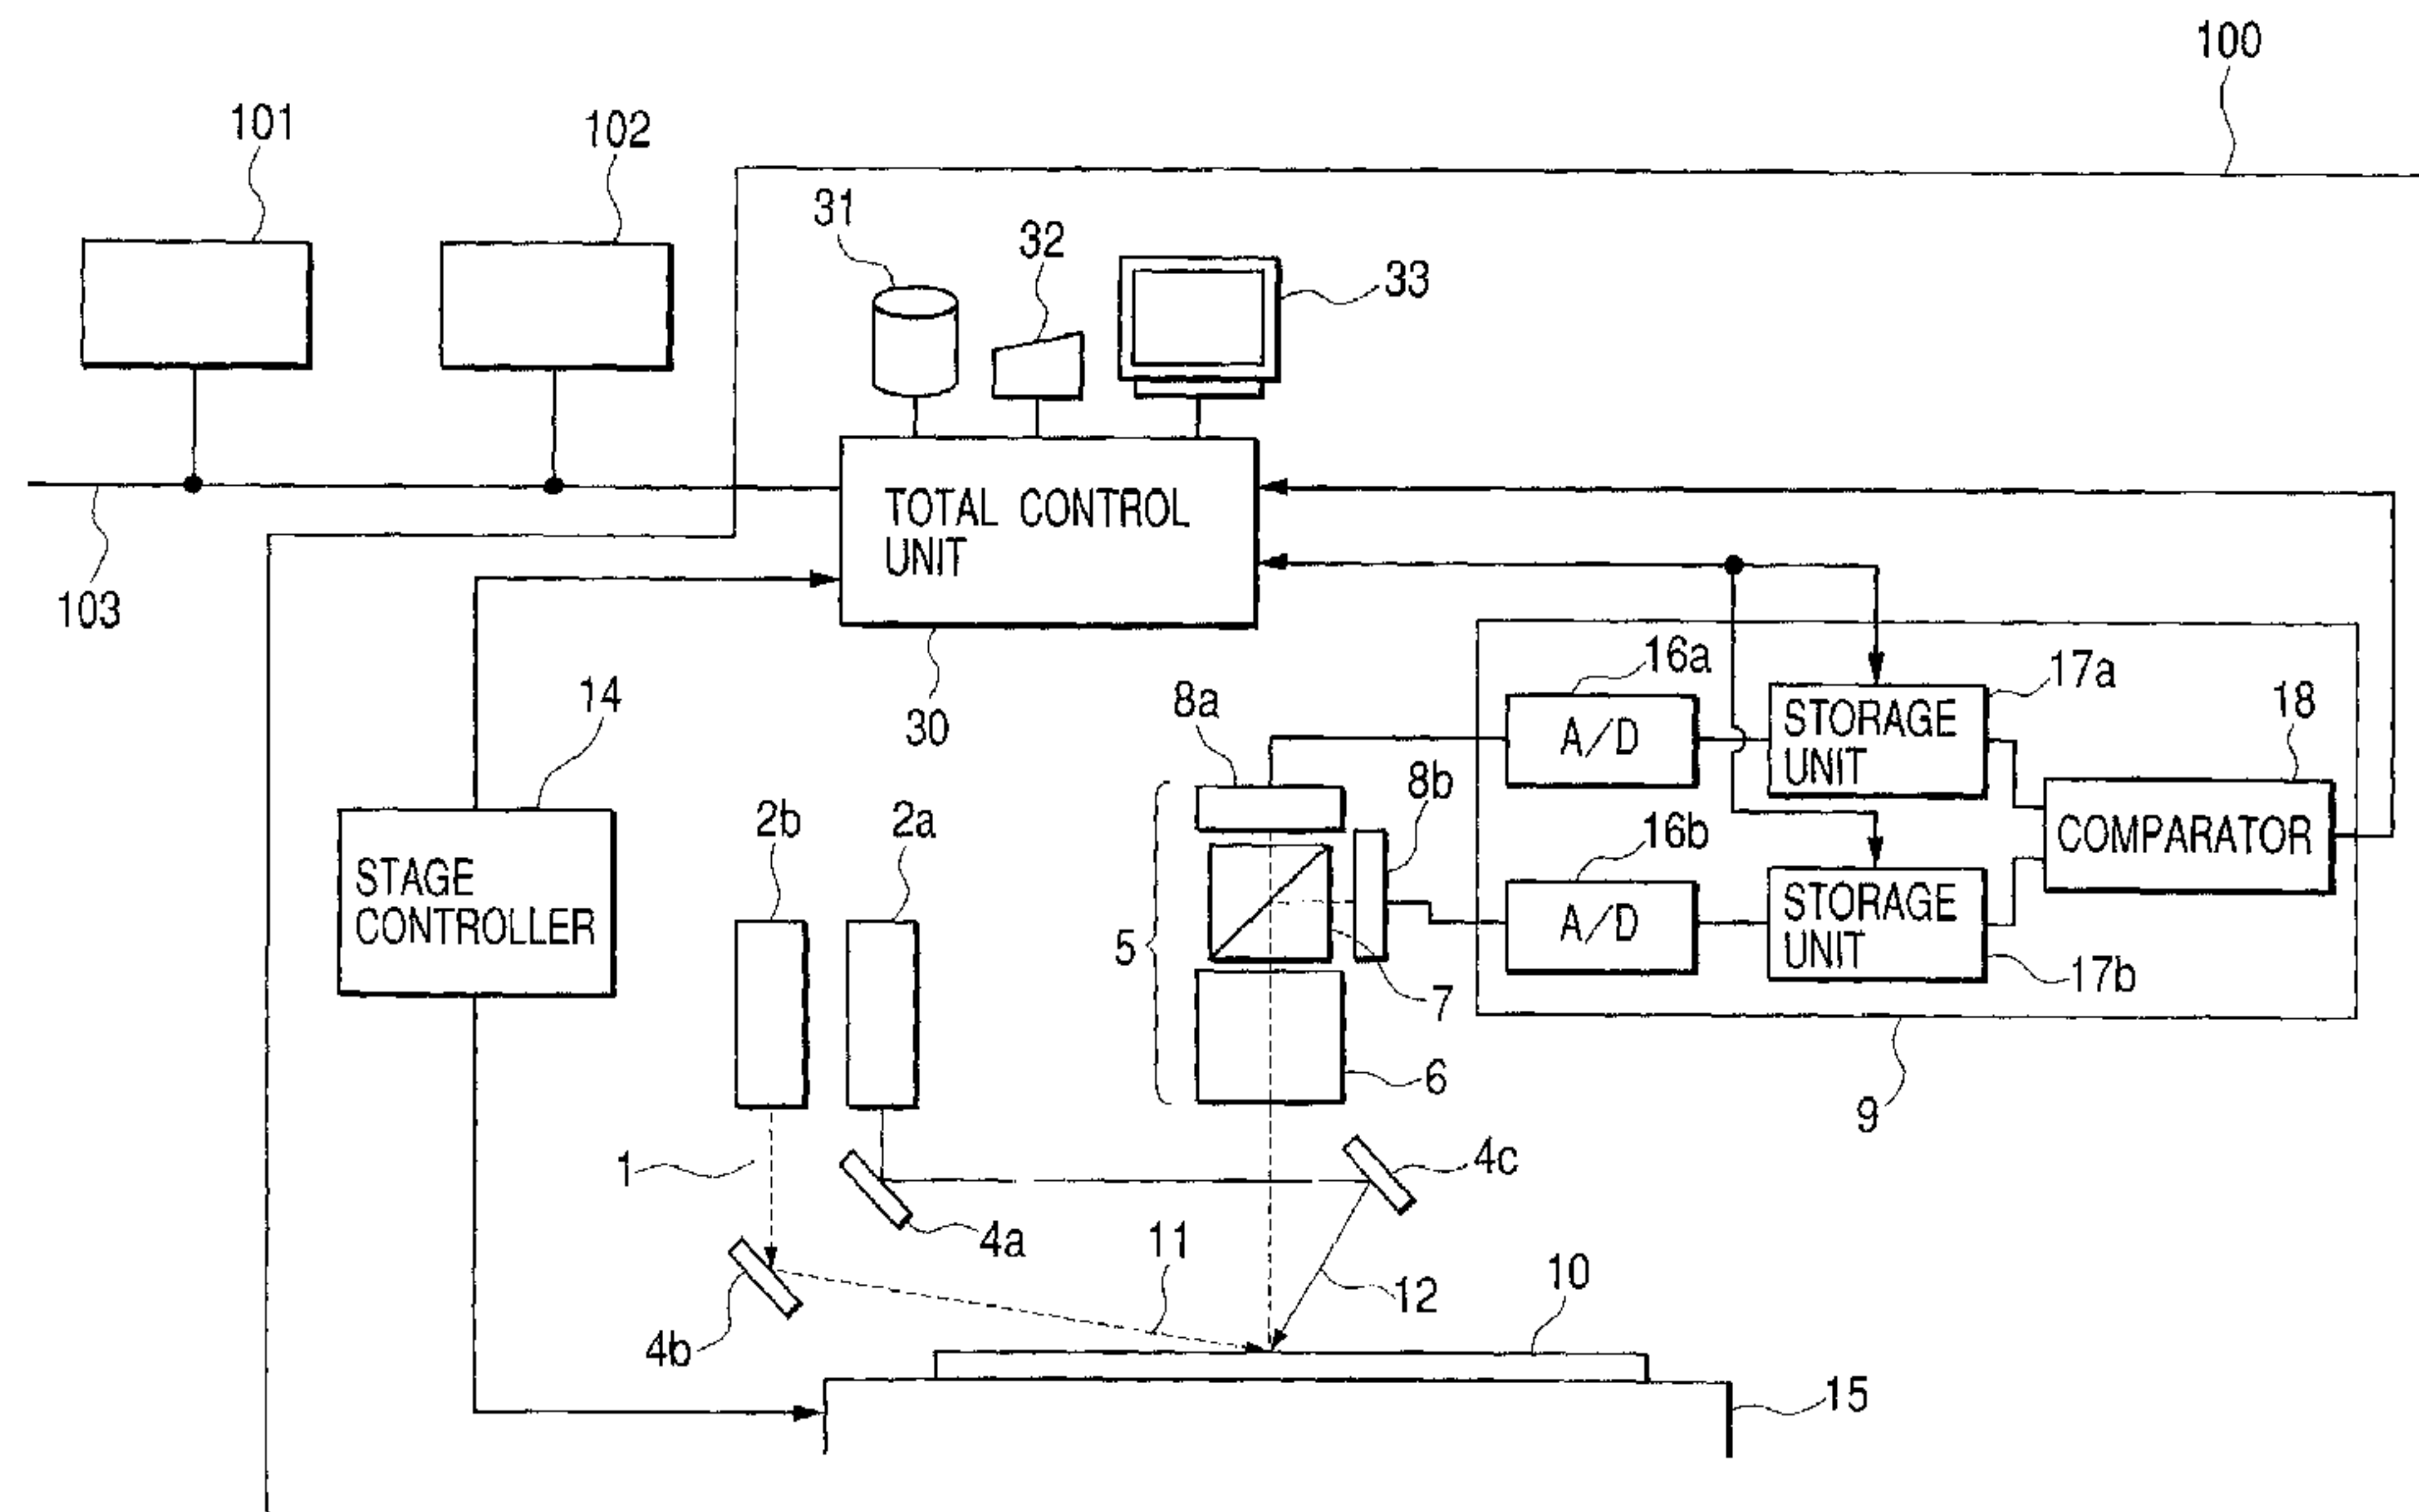 100
101
102
31
32
33
TOTAL CONTROL
UNIT
103
30
14
STAGE
CONTROLLER
2b
2a
8a
8b
5
7
6
16a
A/D
16b
A/D
17a
STORAGE
UNIT
STORAGE
UNIT
17b
18
COMPARATOR
9
1
4a
4b
4c
11
12
10
15